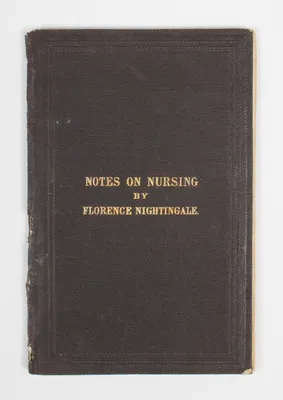 NOTES ON NURSING
BY
FLORENCE NIGHTINGALE.